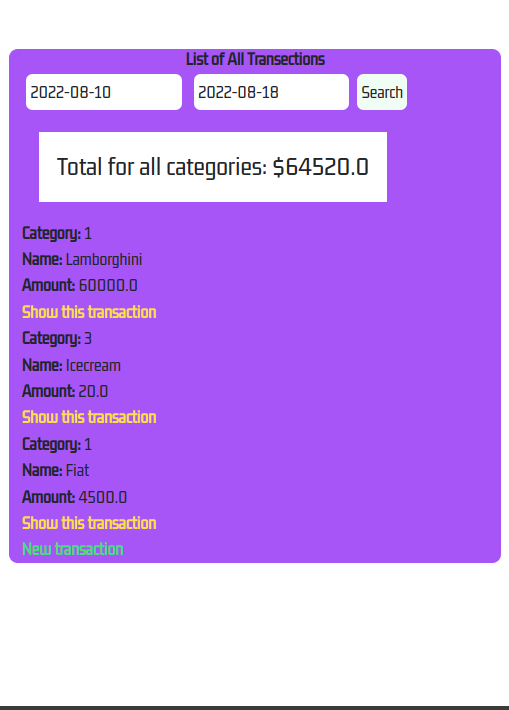 List of All Transections
2022-08-10 2022-08-18 Search
Total for all categories: $64520.0
Category: 1
Name: Lamborghini
Amount: 60000.0
Show this transaction
Category: 3
Name: Icecream
Amount: 20.0
Show this transaction
Category: 1
Name: Fiat
Amount: 4500.0
Show this transaction
New transaction